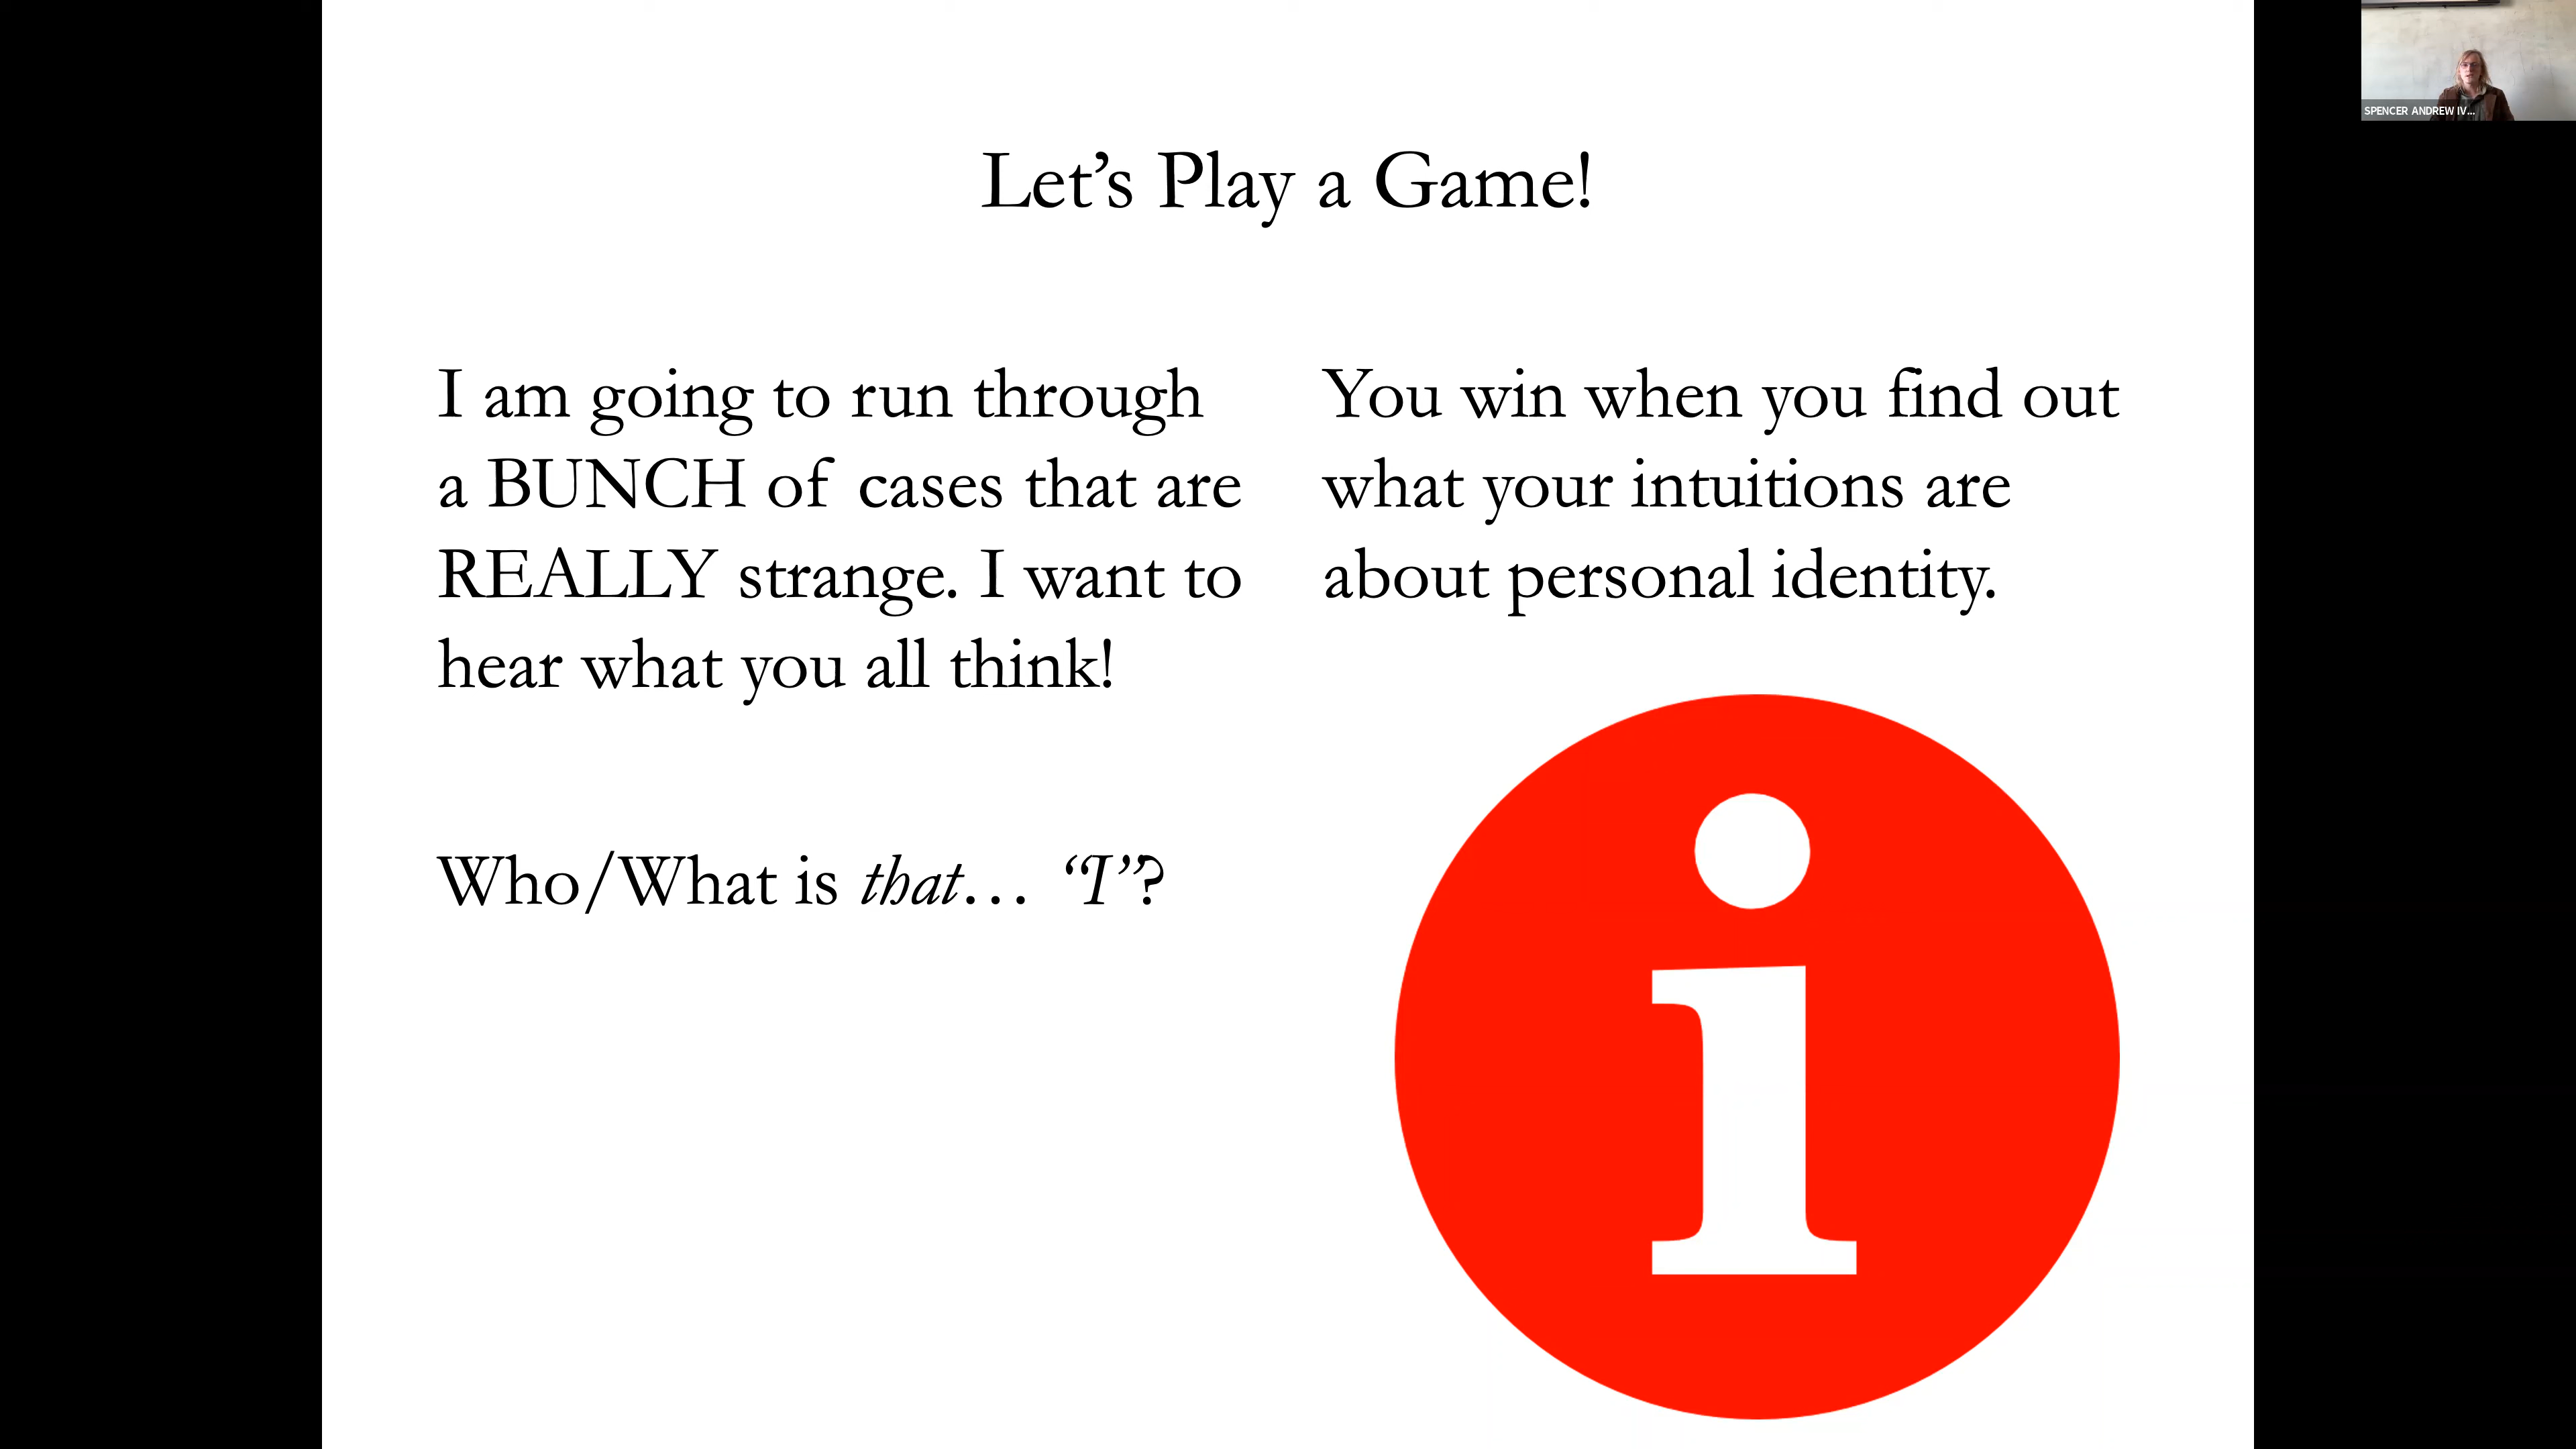 Let’s Play a Game!
I am going to run through
a BUNCH of cases that are
REALLY strange. I want to
hear what you all think!
Who/What is that… “I”?
You win when you find out
what your intuitions are
about personal identity.
i
SPENCER ANDREW IV...